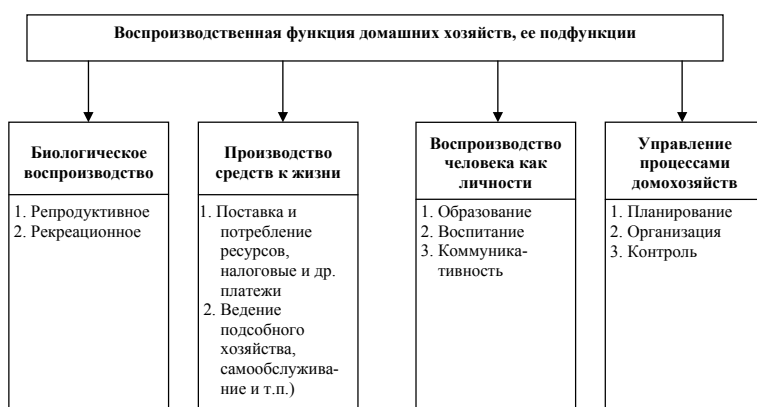 Воспроизводственная функция домашних хозяйств, ее подфункции
Биологическое
воспроизводство
1. Репродуктивное
2. Рекреационное
Производство
средств к жизни
1. Поставка и
потребление
ресурсов,
налоговые и др.
платежи
2. Ведение
подсобного
хозяйства,
самообслужива-
ние и т.п.)
Воспроизводство
человека как
личности
1. Образование
2. Воспитание
3. Коммуника-
тивность
Управление
процессами
домохозяйств
1. Планирование
2. Организация
3. Контроль